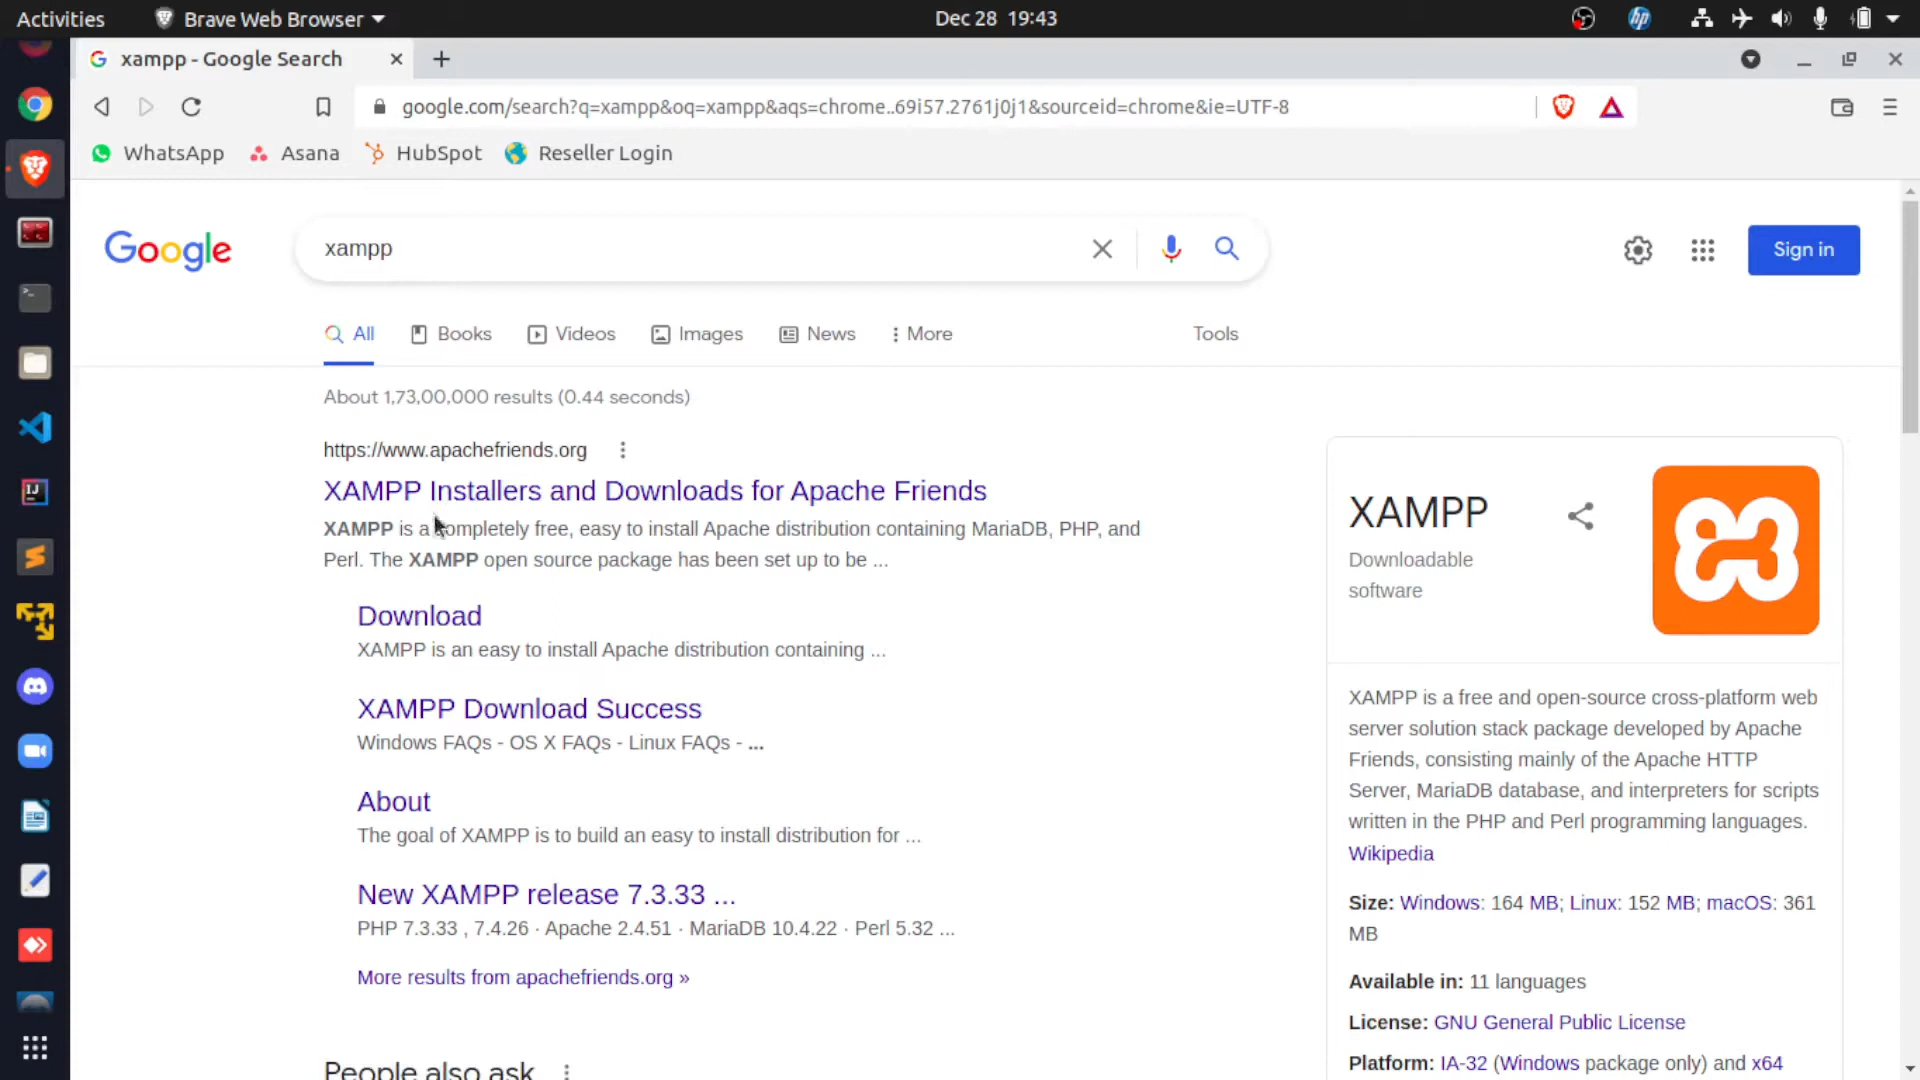 Activities
Brave Web Browser
Dec 28 19:43
xampp - Google Search
google.com/search?q=xampp&oq=xampp&aqs=chrome..69i57.2761j0j1&sourceid=chrome&ie=UTF-8
WhatsApp
Asana
HubSpot
Reseller Login
Google
xampp
Sign in
All
Books
Videos
Images
News
More
Tools
About 1,73,00,000 results (0.44 seconds)
https://www.apachefriends.org
XAMPP Installers and Downloads for Apache Friends
XAMPP is a completely free, easy to install Apache distribution containing MariaDB, PHP, and
Perl. The XAMPP open source package has been set up to be ...
Download
XAMPP is an easy to install Apache distribution containing ...
XAMPP Download Success
Windows FAQs - OS X FAQs - Linux FAQs - ...
About
The goal of XAMPP is to build an easy to install distribution for ...
New XAMPP release 7.3.33 ...
PHP 7.3.33 , 7.4.26 · Apache 2.4.51 · MariaDB 10.4.22 · Perl 5.32 ...
More results from apachefriends.org »
People also ask
XAMPP
Downloadable
software
XAMPP is a free and open-source cross-platform web
server solution stack package developed by Apache
Friends, consisting mainly of the Apache HTTP
Server, MariaDB database, and interpreters for scripts
written in the PHP and Perl programming languages.
Wikipedia
Size: Windows: 164 MB; Linux: 152 MB; macOS: 361
MB
Available in: 11 languages
License: GNU General Public License
Platform: IA-32 (Windows package only) and x64
hp
IJ